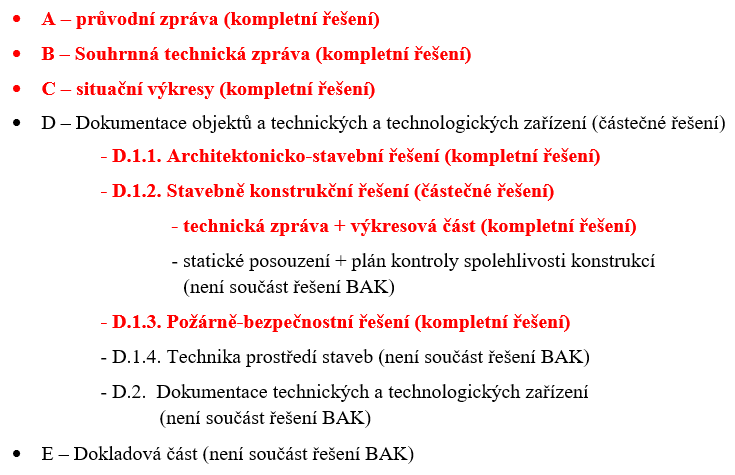 • A – průvodní zpráva (kompletní řešení)
• B – Souhrnná technická zpráva (kompletní řešení)
• C – situační výkresy (kompletní řešení)
• D – Dokumentace objektů a technických a technologických zařízení (částečné řešení)
- D.1.1. Architektonicko-stavební řešení (kompletní řešení)
- D.1.2. Stavebně konstrukční řešení (částečné řešení)
- technická zpráva + výkresová část (kompletní řešení)
- statické posouzení + plán kontroly spolehlivosti konstrukcí
(není součást řešení BAK)
- D.1.3. Požárně-bezpečnostní řešení (kompletní řešení)
- D.1.4. Technika prostředí staveb (není součást řešení BAK)
- D.2. Dokumentace technických a technologických zařízení
(není součást řešení BAK)
• E – Dokladová část (není součást řešení BAK)